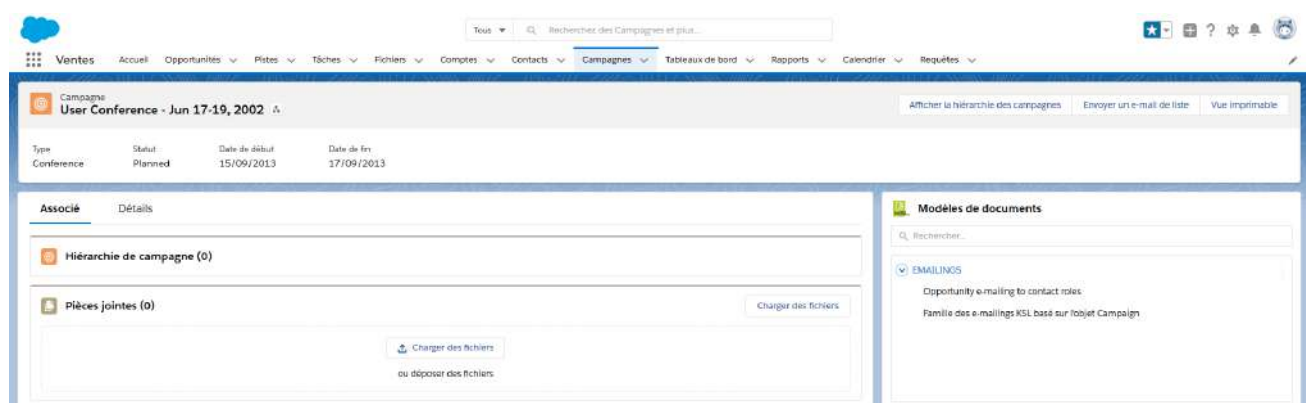 Tous
Recherchez des Campagnes et plus...
Ventes Accueil Opportunités Pistes Tâches Fichiers Comptes Contacts Campagnes Tableaux de bord Rapports Calendrier Requêtes
Campagne
User Conference - Jun 17-19, 2002
Afficher la hiérarchie des campagnes Envoyer un e-mail de liste Vue imprimable
Type Statut Date de début Date de fin
Conference Planned 15/09/2013 17/09/2013
Associé Détails
Hiérarchie de campagne (0)
Pièces jointes (0)
Charger des fichiers
Charger des fichiers
ou déposer des fichiers
Modèles de documents
Rechercher...
EMAILINGS
Opportunity e-mailing to contact roles
Famille des e-mailings KSL basé sur l'objet Campaign